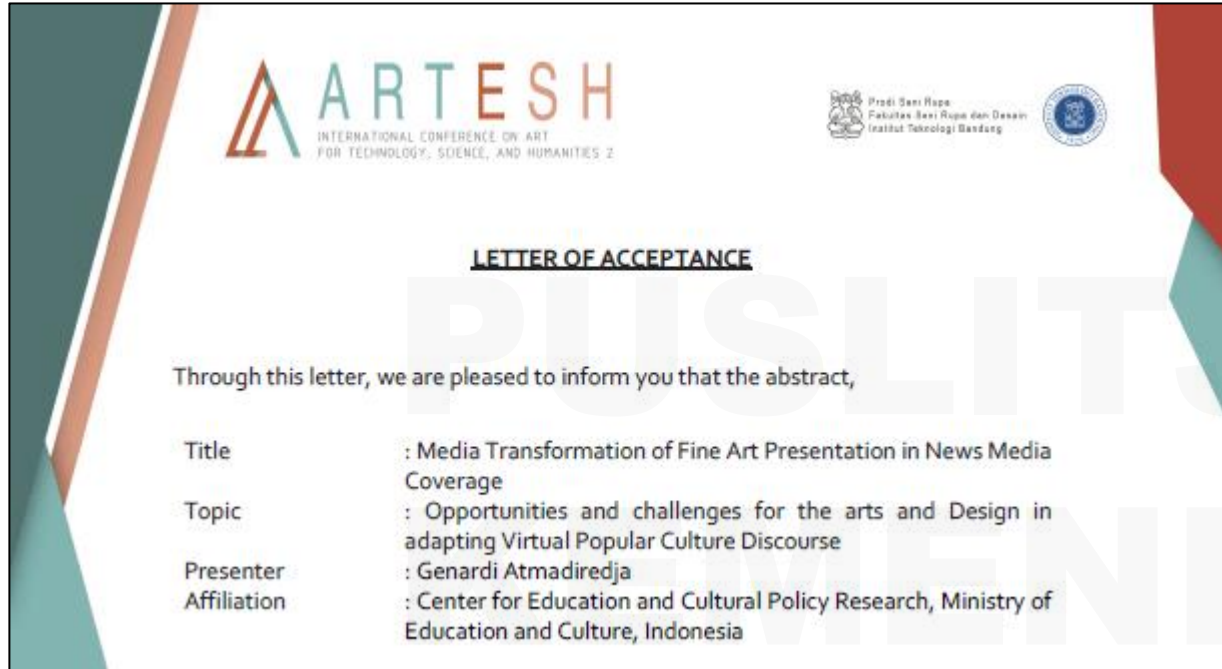 ARTESH
INTERNATIONAL CONFERENCE ON ART
FOR TECHNOLOGY, SCIENCE, AND HUMANITIES 2
Prodi Seni Rupa
Fakultas Seni Rupa dan Desain
Institut Teknologi Bandung
LETTER OF ACCEPTANCE
Through this letter, we are pleased to inform you that the abstract,
Title : Media Transformation of Fine Art Presentation in News Media
Coverage
Topic : Opportunities and challenges for the arts and Design in
adapting Virtual Popular Culture Discourse
Presenter : Genardi Atmadiredja
Affiliation : Center for Education and Cultural Policy Research, Ministry of
Education and Culture, Indonesia